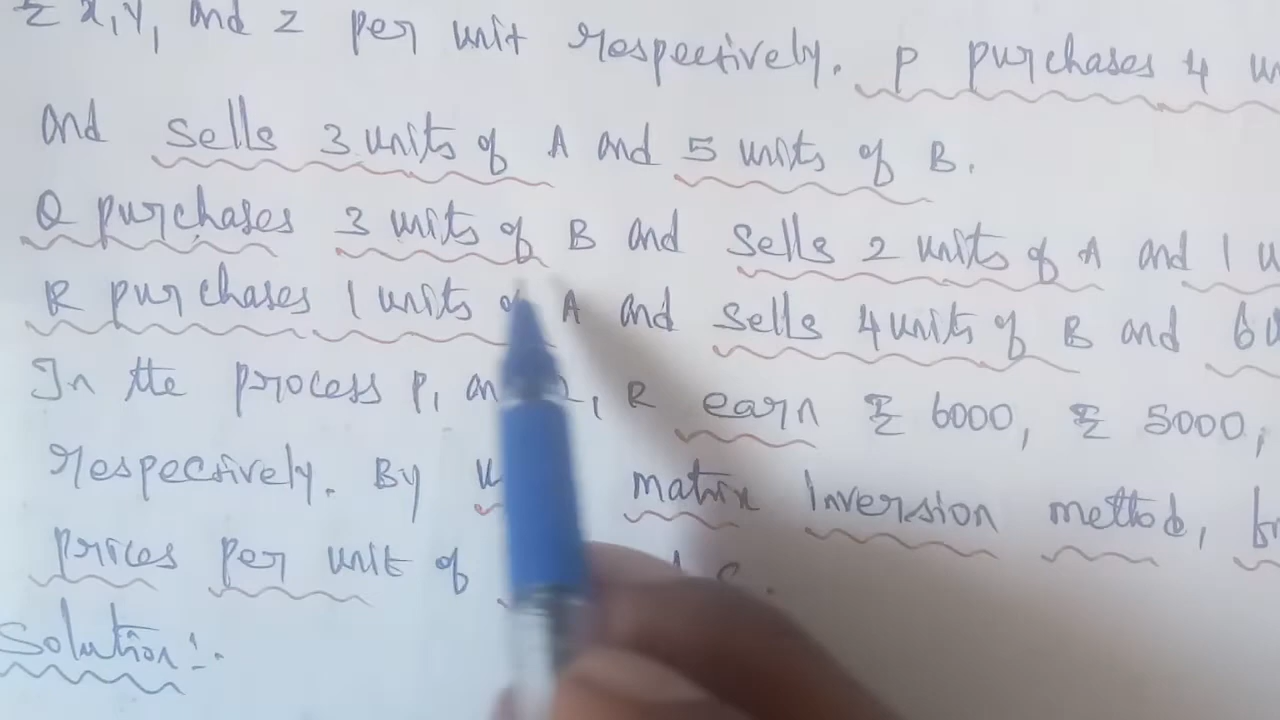 ₹ x, y, and z per unit respectively. P purchases 4
and sells 3 units of A and 5 units of B.
Q purchases 3 units of B and sells 2 units of A and 1
R purchases 1 units of A and sells 4 units of B and 6
In the process P, R earn ₹ 6000, ₹ 5000,
respectively. By matrix inversion method,
prices per unit of
Solution:-